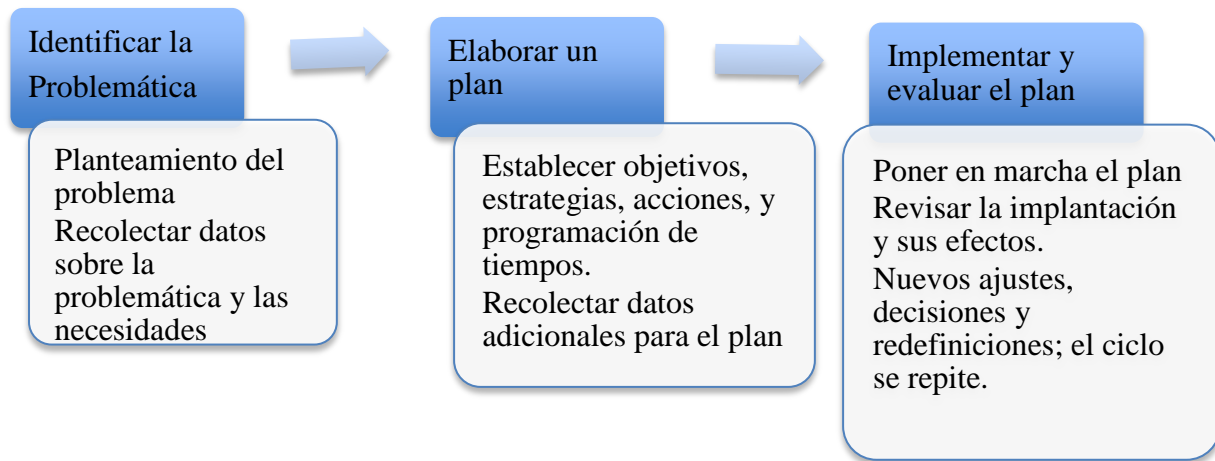 Identificar la
Problemática
Planteamiento del
problema
Recolectar datos
sobre la
problemática y las
necesidades
Elaborar un
plan
Establecer objetivos,
estrategias, acciones, y
programación de
tiempos.
Recolectar datos
adicionales para el plan
Implementar y
evaluar el plan
Poner en marcha el plan
Revisar la implantación
y sus efectos.
Nuevos ajustes,
decisiones y
redefiniciones; el ciclo
se repite.